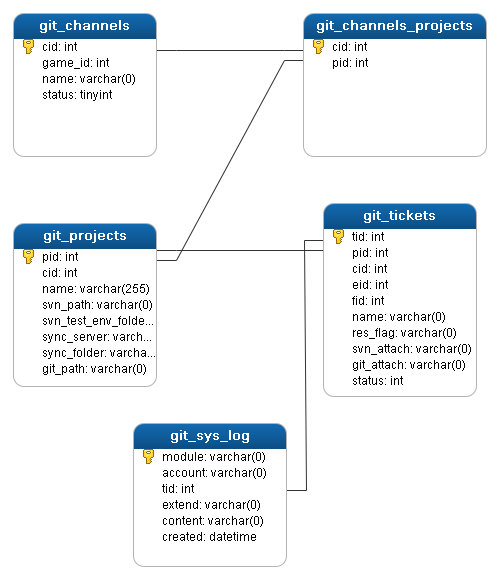 git_channels
cid: int
game_id: int
name: varchar(0)
status: tinyint
git_channels_projects
cid: int
pid: int
git_projects
pid: int
cid: int
name: varchar(255)
svn_path: varchar(0)
svn_test_env_folde...
sync_server: varch...
sync_folder: varcha...
git_path: varchar(0)
git_tickets
tid: int
pid: int
cid: int
eid: int
fid: int
name: varchar(0)
res_flag: varchar(0)
svn_attach: varchar(0)
git_attach: varchar(0)
status: int
git_sys_log
module: varchar(0)
account: varchar(0)
tid: int
extend: varchar(0)
content: varchar(0)
created: datetime